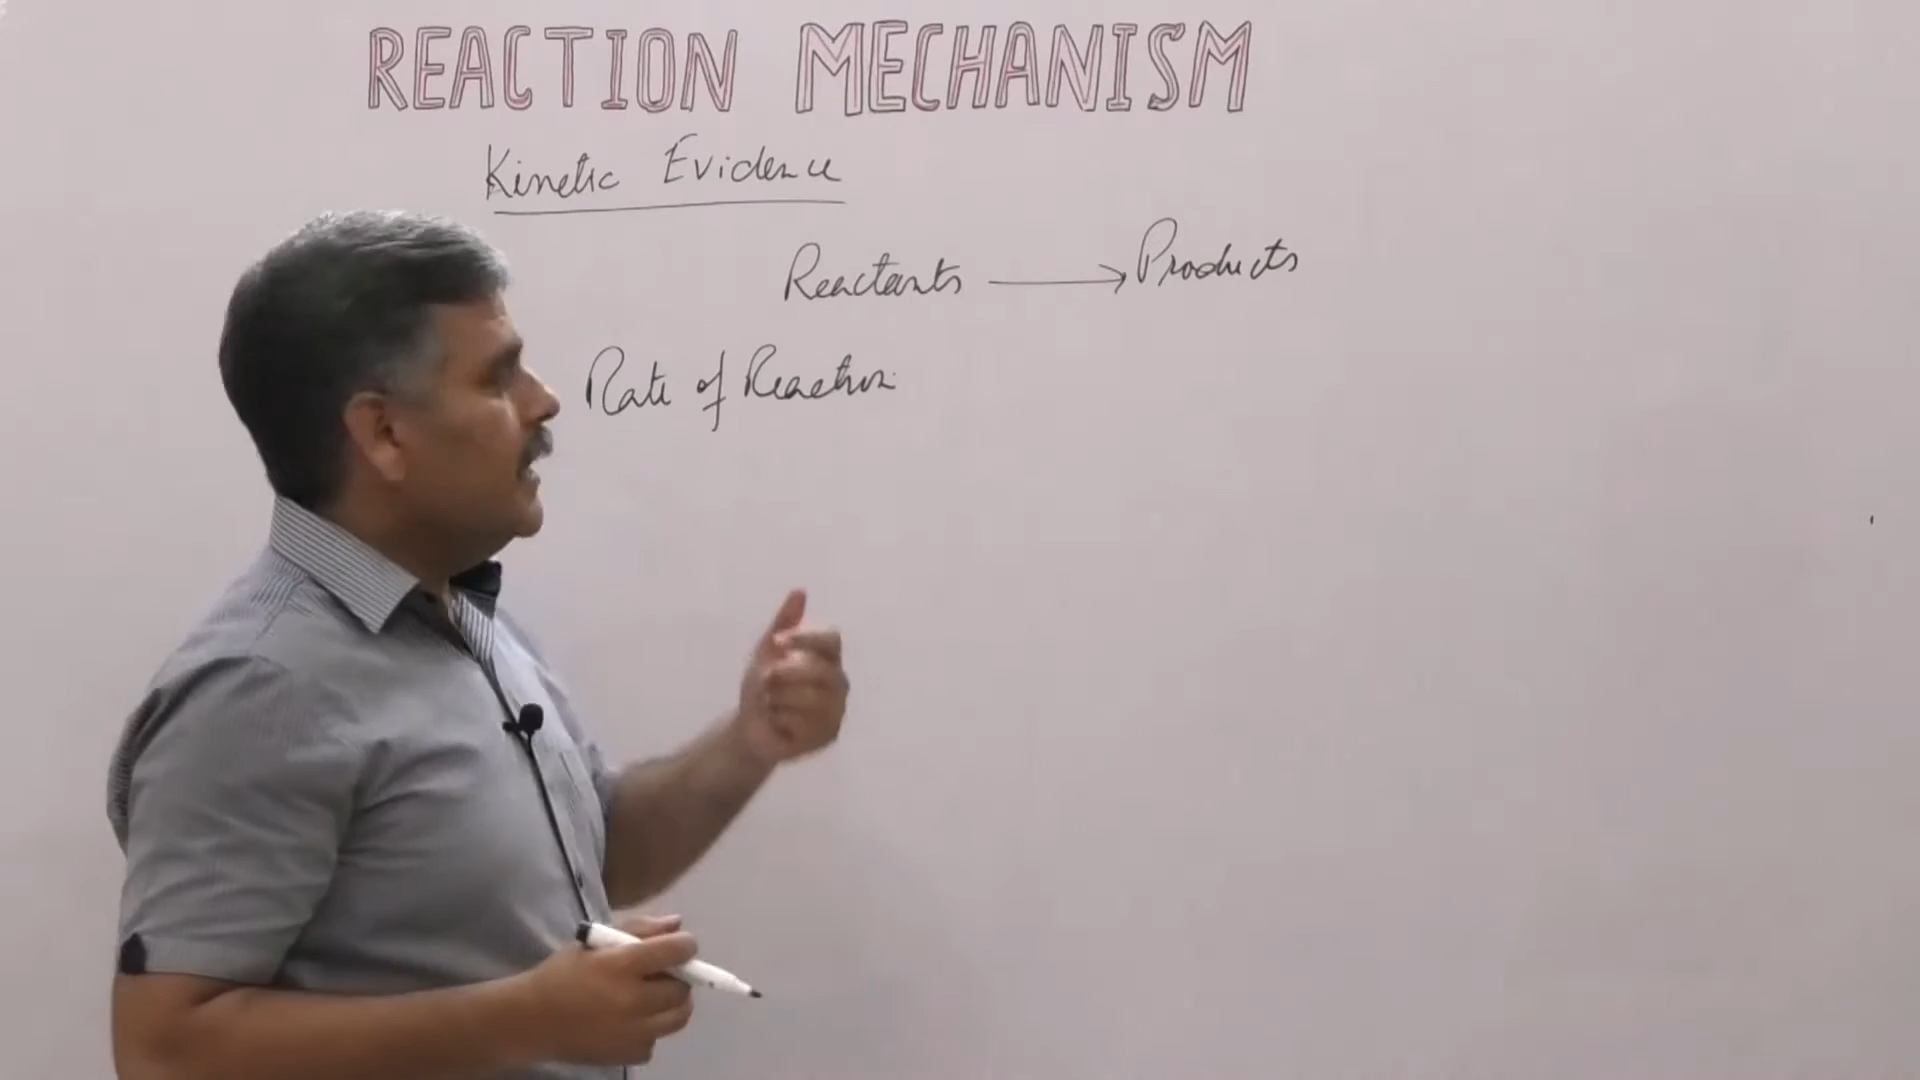 REACTION MECHANISM
Kinetic Evidence
Reactants → Products
Rate of Reaction